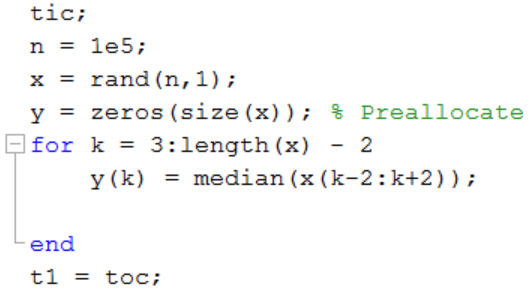 tic;
n = 1e5;
x = rand(n,1);
y = zeros(size(x)); % Preallocate
for k = 3:length(x) - 2
y(k) = median(x(k-2:k+2));
end
t1 = toc;